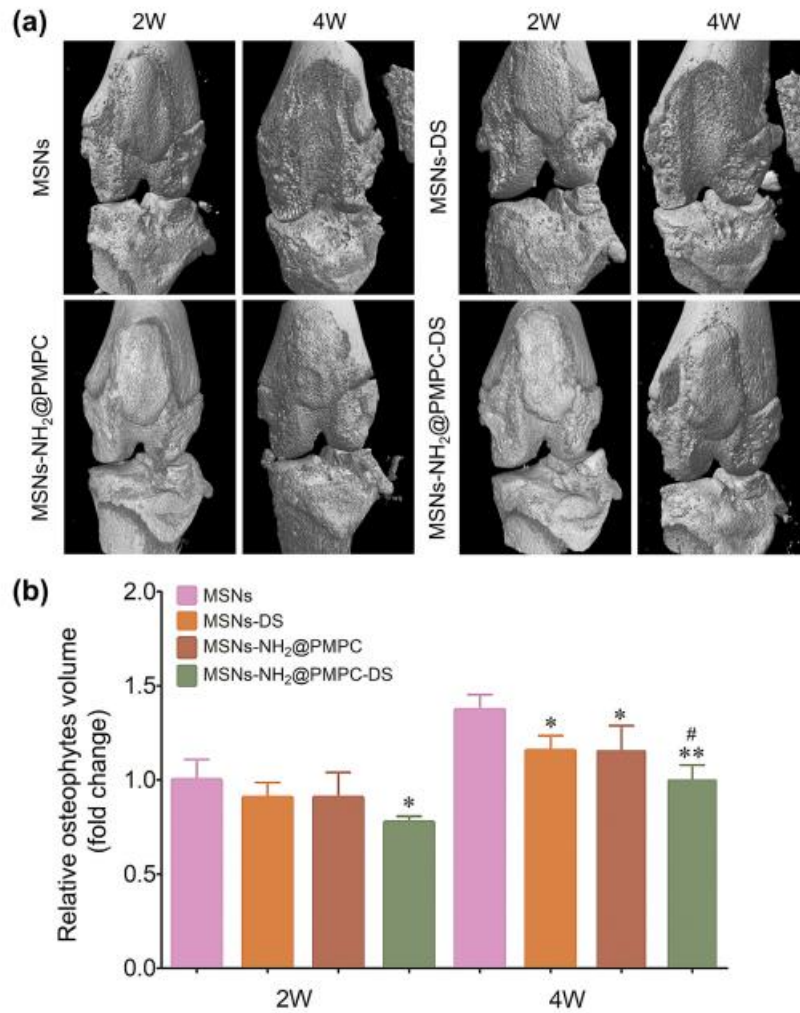 (a)
2W 4W 2W 4W
MSNs
MSNs-DS
MSNs-NH₂@PMPC
MSNs-NH₂@PMPC-DS
(b)
Relative osteophytes volume
(fold change)
2.0
1.5
1.0
0.5
0.0
MSNs
MSNs-DS
MSNs-NH₂@PMPC
MSNs-NH₂@PMPC-DS
*
*
*
#
**
2W 4W